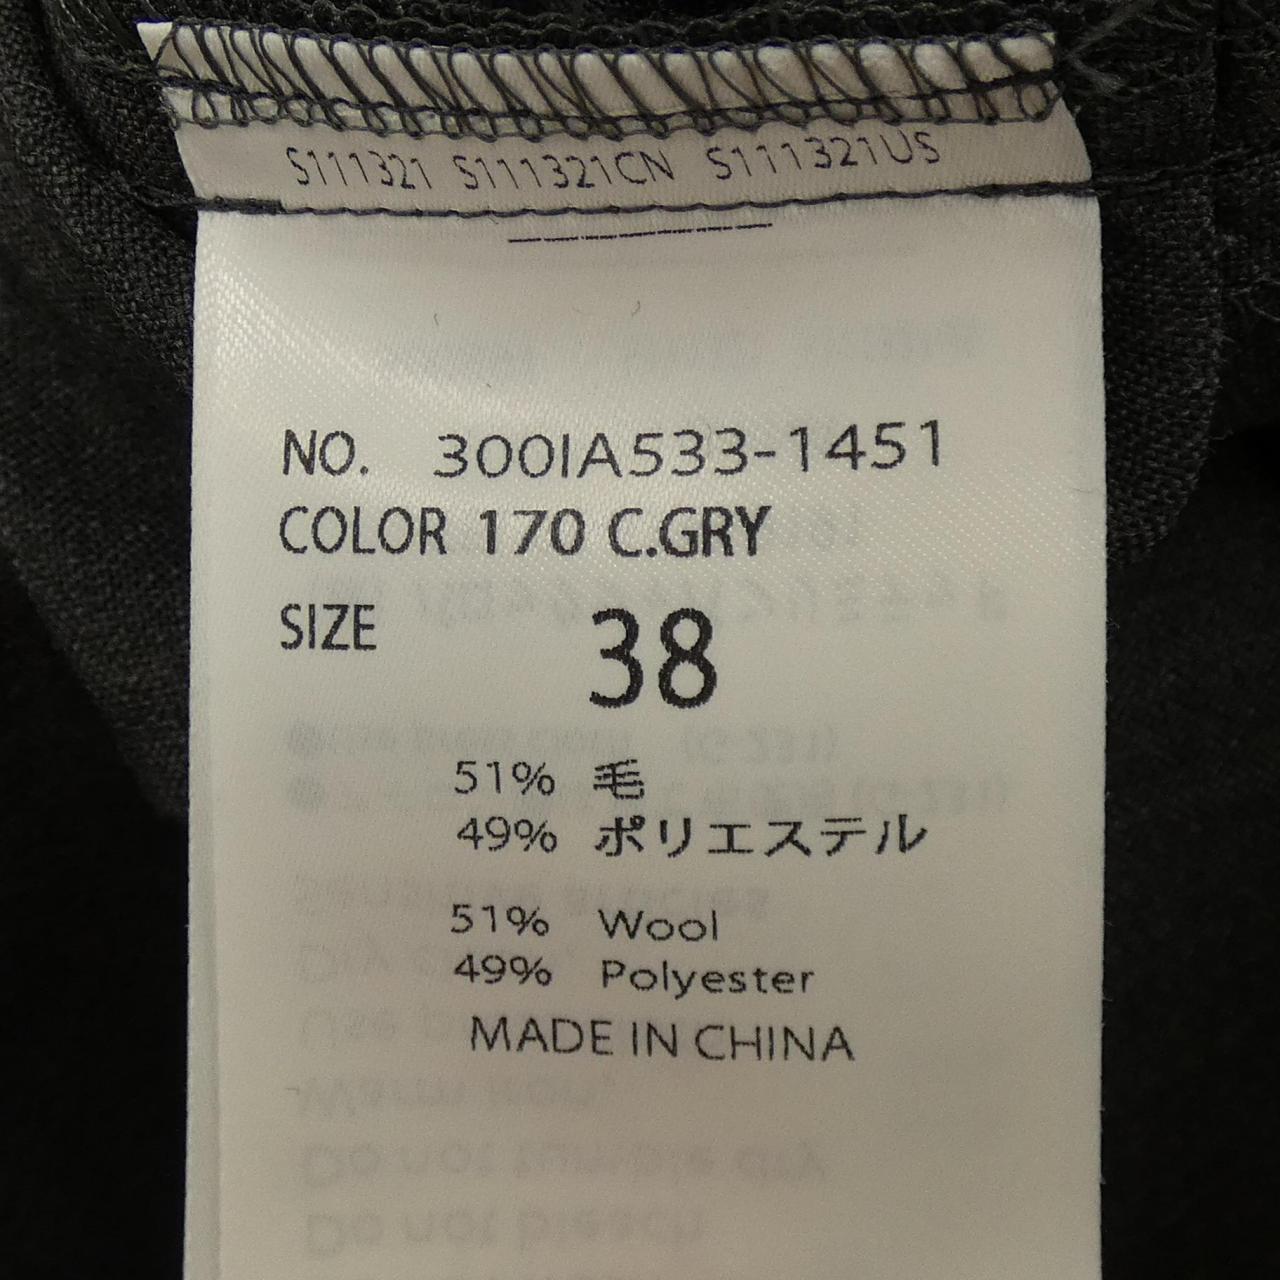 S111321 S111321CN S111321US
NO. 300IA533-1451
COLOR 170 C.GRY
SIZE 38
51% 毛
49% ポリエステル
51% Wool
49% Polyester
MADE IN CHINA